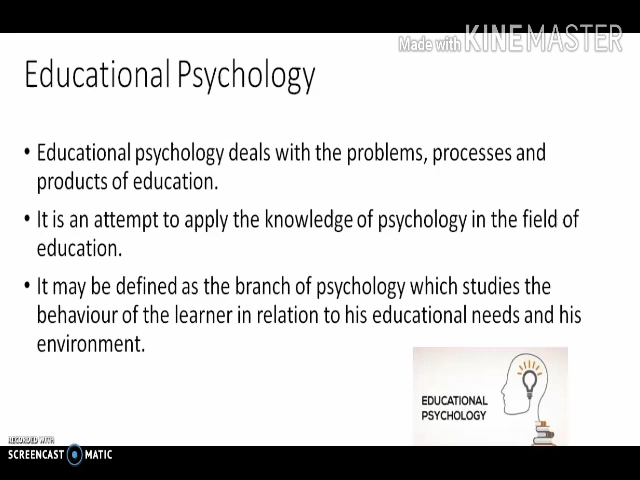 Made with KINEMASTER
Educational Psychology
• Educational psychology deals with the problems, processes and
products of education.
• It is an attempt to apply the knowledge of psychology in the field of
education.
• It may be defined as the branch of psychology which studies the
behaviour of the learner in relation to his educational needs and his
environment.
EDUCATIONAL
PSYCHOLOGY
RECORDED WITH
SCREENCAST MATIC